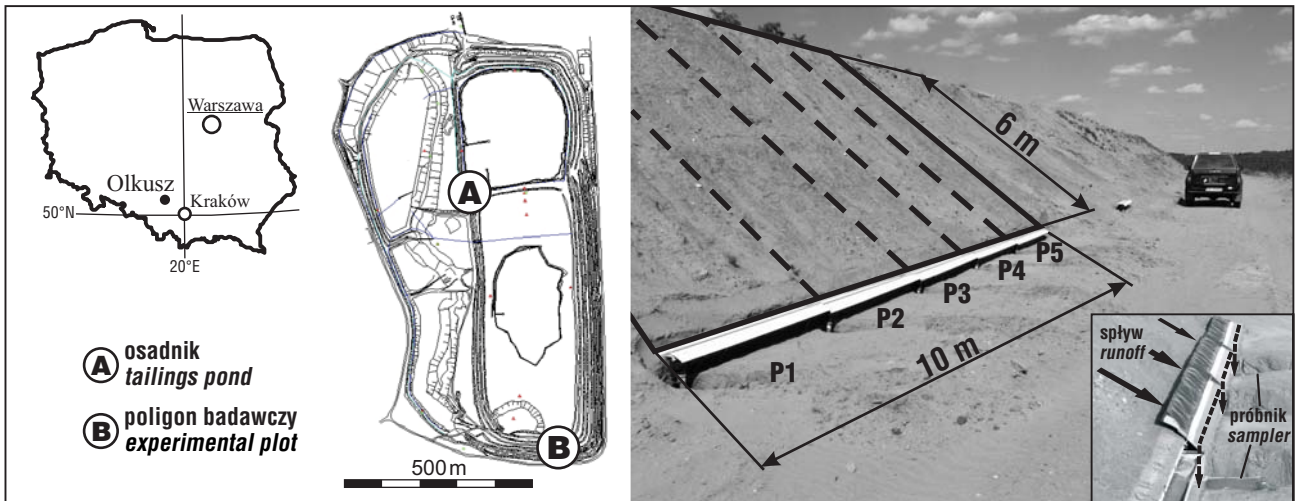 Warszawa
Olkusz
Kraków
50°N
20°E
A osadnik
tailings pond
B poligon badawczy
experimental plot
A
B
500 m
6 m
10 m
P1
P2
P3
P4
P5
spływ
runoff
próbnik
sampler